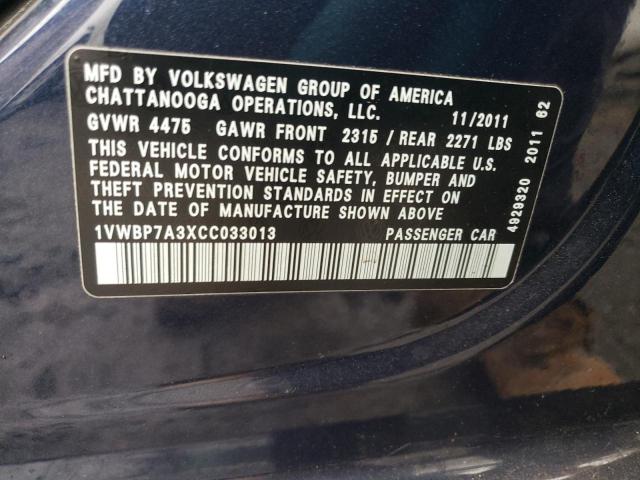 MFD BY VOLKSWAGEN GROUP OF AMERICA
CHATTANOOGA OPERATIONS, LLC. 11/2011
GVWR 4475 GAWR FRONT 2315 / REAR 2271 LBS
THIS VEHICLE CONFORMS TO ALL APPLICABLE U.S.
FEDERAL MOTOR VEHICLE SAFETY, BUMPER AND
THEFT PREVENTION STANDARDS IN EFFECT ON
THE DATE OF MANUFACTURE SHOWN ABOVE
1VWBP7A3XCC033013 PASSENGER CAR
4929320 2011 62